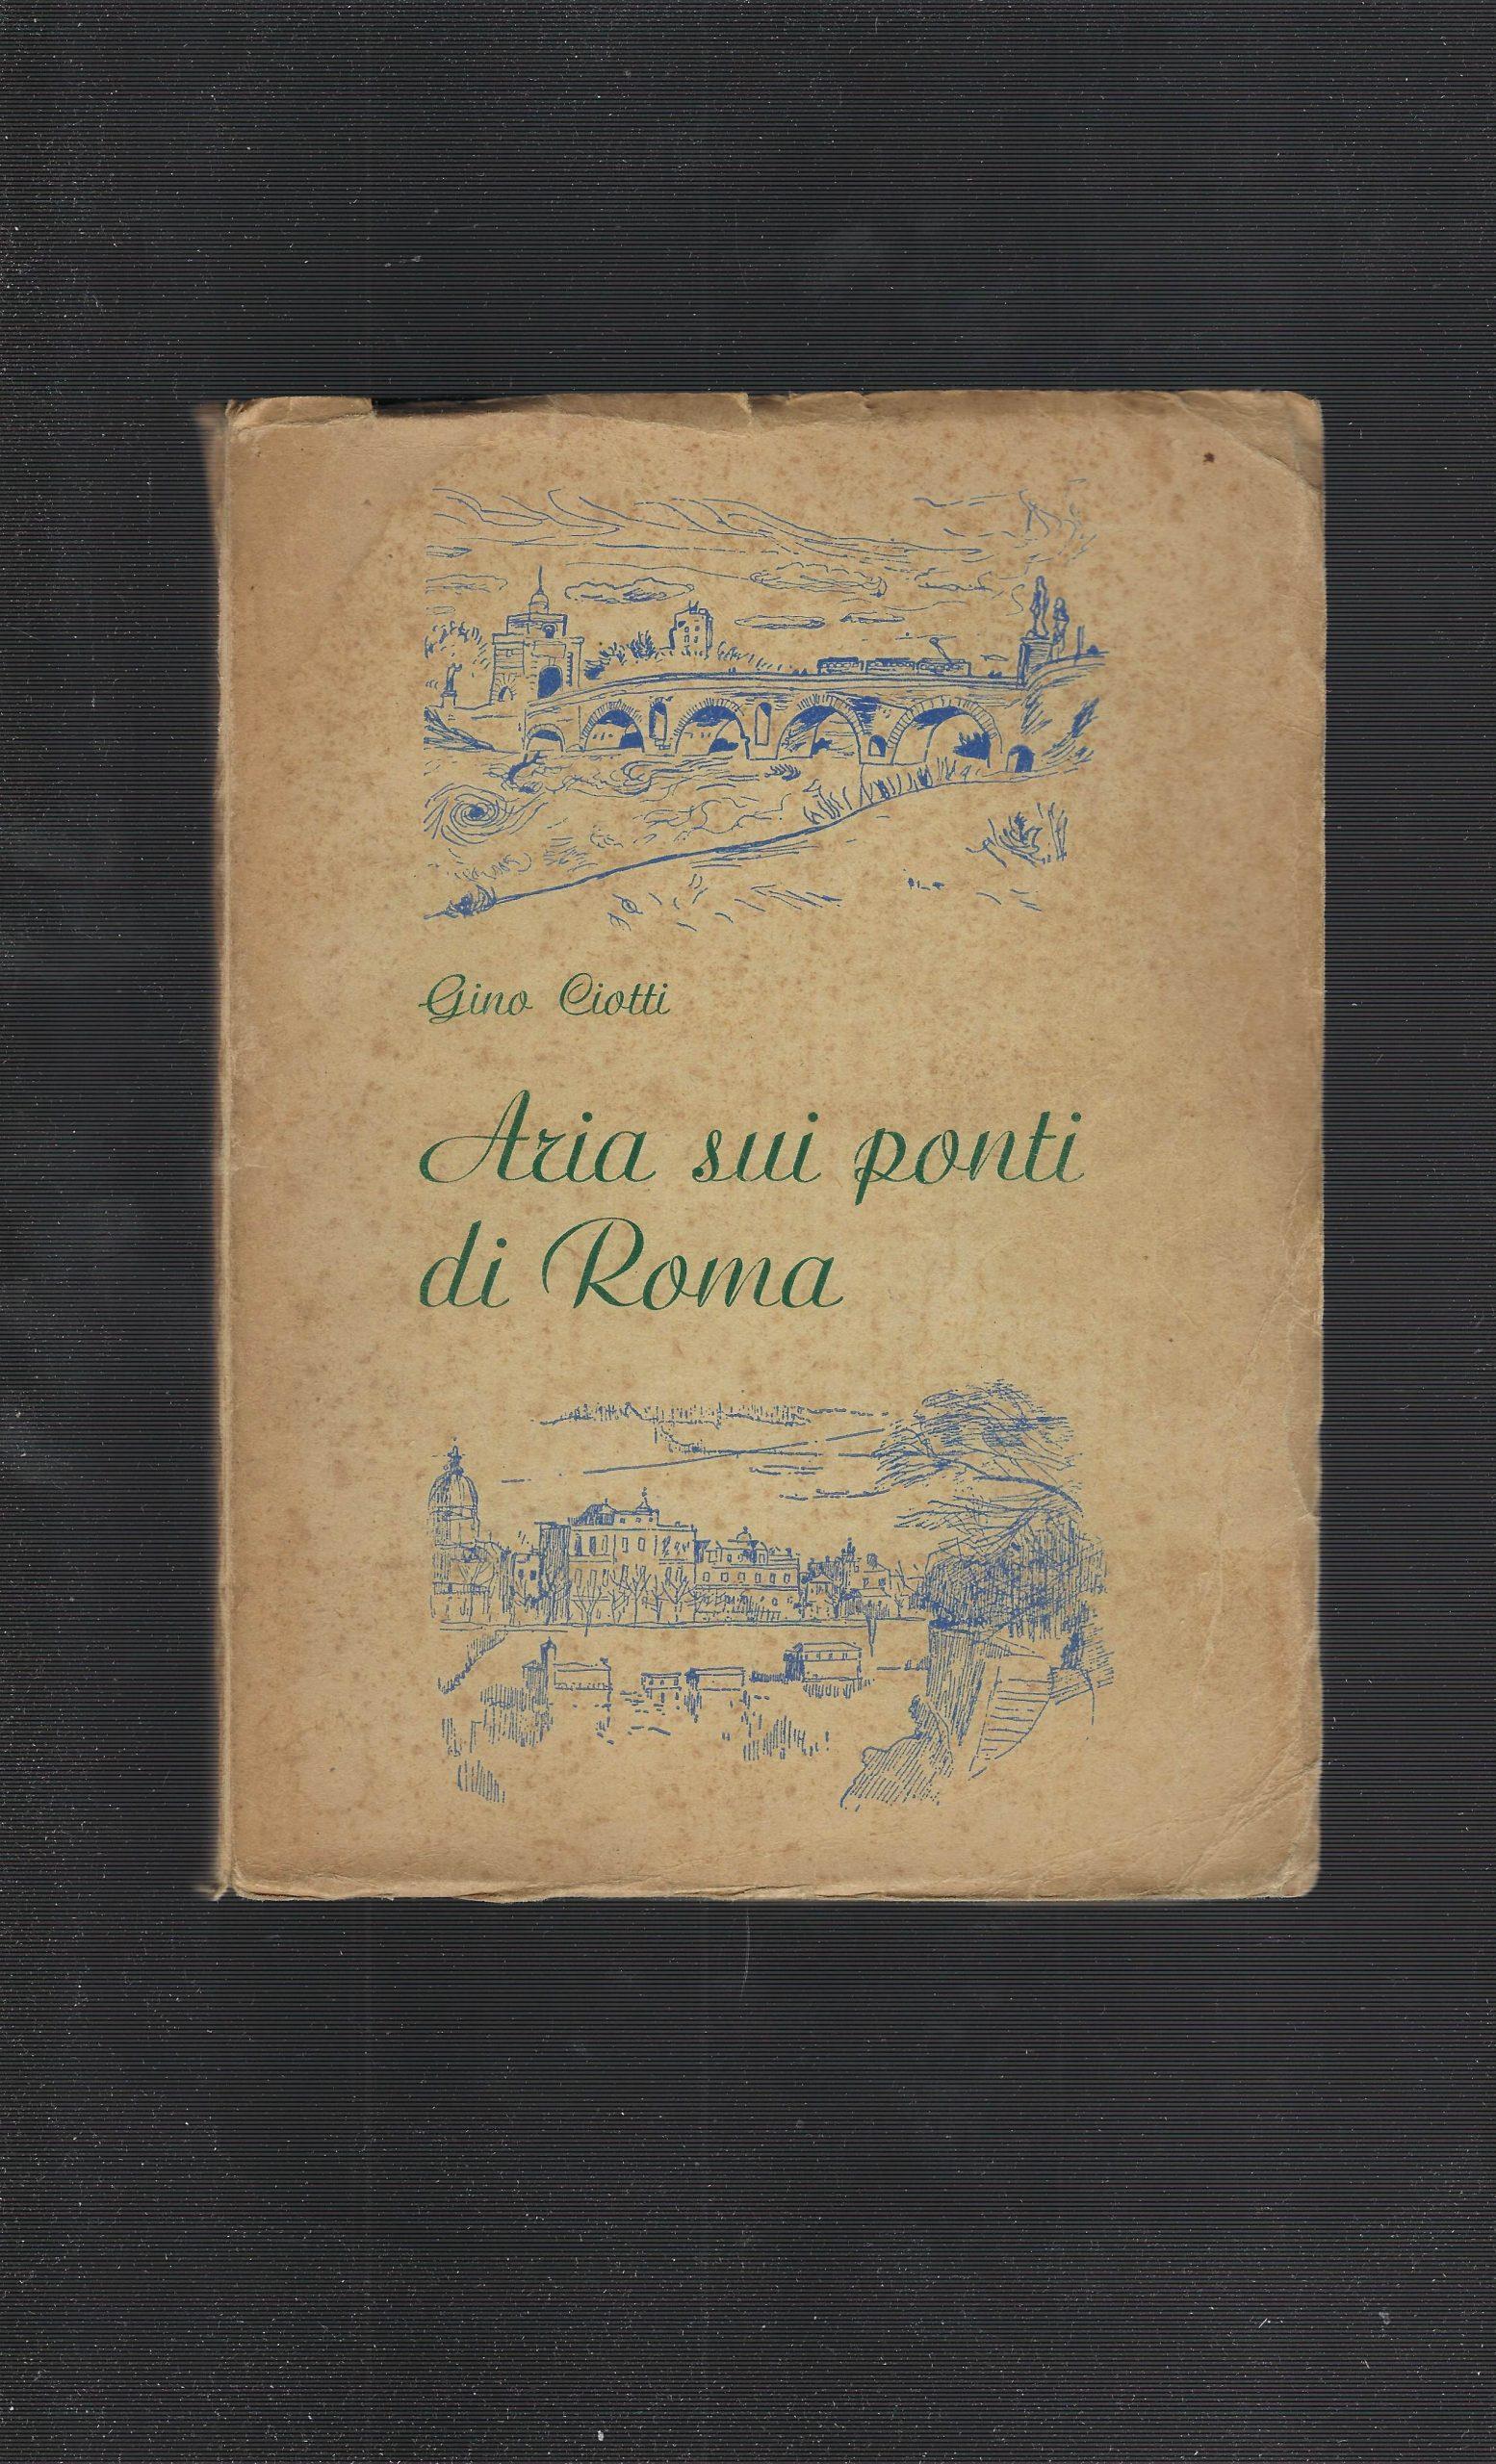 Gino Ciotti
Aria sui ponti
di Roma